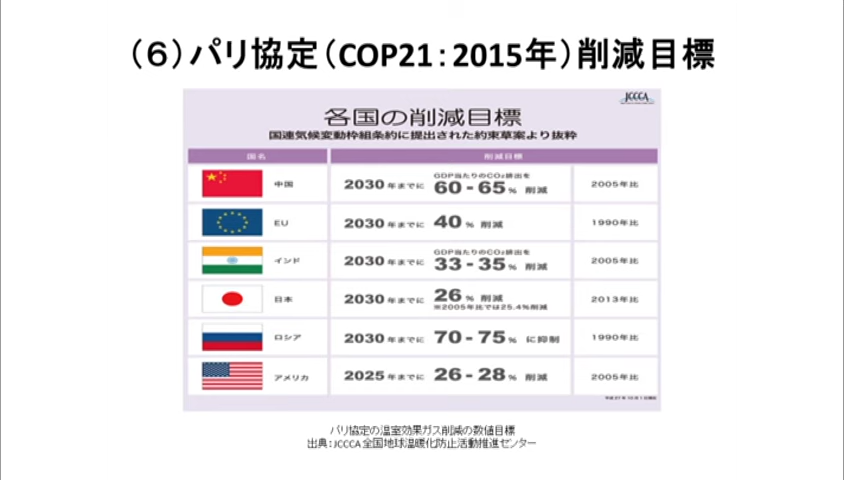 （６）パリ協定（COP21：2015年）削減目標
JCCCA
各国の削減目標
国連気候変動枠組条約に提出された約束草案より抜粋
国名 削減目標
中国 2030年までに GDP当たりのCO₂排出を 60-65% 削減 2005年比
EU 2030年までに 40% 削減 1990年比
インド 2030年までに GDP当たりのCO₂排出を 33-35% 削減 2005年比
日本 2030年までに 26% 削減 ※2005年比では25.4%削減 2013年比
ロシア 2030年までに 70-75% に抑制 1990年比
アメリカ 2025年までに 26-28% 削減 2005年比
パリ協定の温室効果ガス削減の数値目標
出典：JCCCA 全国地球温暖化防止活動推進センター